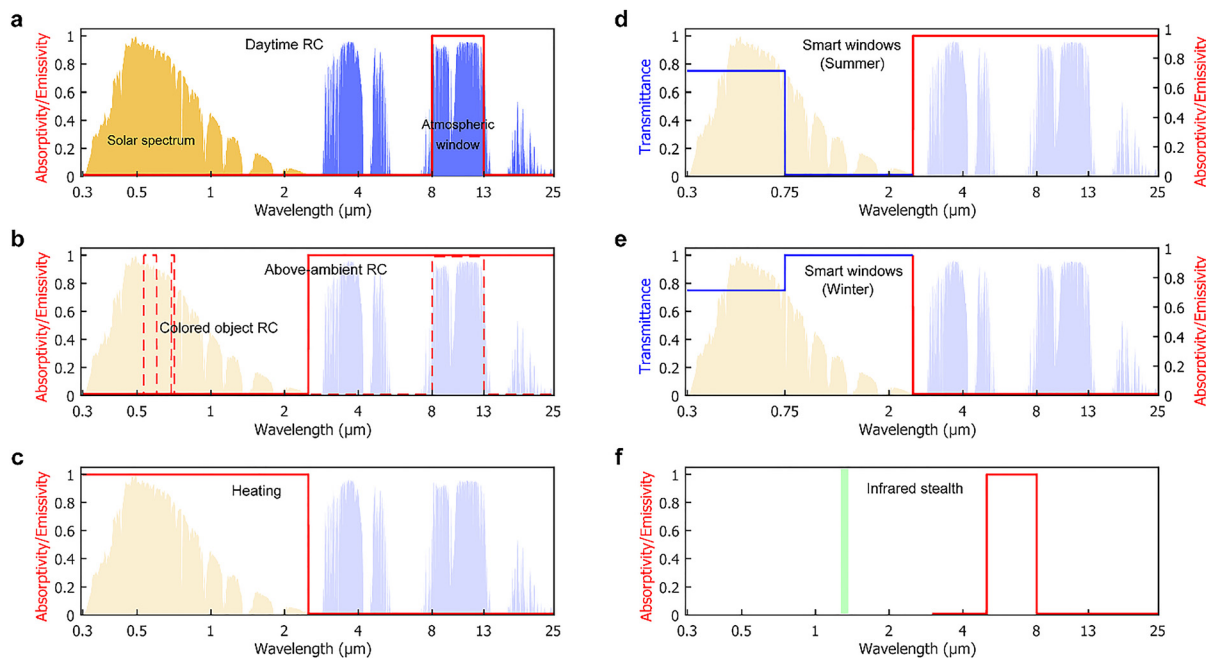 a
Absorptivity/Emissivity
1
0.8
0.6
0.4
0.2
0
Daytime RC
Solar spectrum
Atmospheric
window
0.3 0.5 1 2 4 8 13 25
Wavelength (μm)
b
Absorptivity/Emissivity
1
0.8
0.6
0.4
0.2
0
Above-ambient RC
Colored object RC
0.3 0.5 1 2 4 8 13 25
Wavelength (μm)
c
Absorptivity/Emissivity
1
0.8
0.6
0.4
0.2
0
Heating
0.3 0.5 1 2 4 8 13 25
Wavelength (μm)
d
Transmittance
1
0.8
0.6
0.4
0.2
0
Smart windows
(Summer)
1
0.8
0.6
0.4
0.2
0
Absorptivity/Emissivity
0.3 0.75 2 4 8 13 25
Wavelength (μm)
e
Transmittance
1
0.8
0.6
0.4
0.2
0
Smart windows
(Winter)
1
0.8
0.6
0.4
0.2
0
Absorptivity/Emissivity
0.3 0.75 2 4 8 13 25
Wavelength (μm)
f
Absorptivity/Emissivity
1
0.8
0.6
0.4
0.2
0
Infrared stealth
0.3 0.5 1 2 4 8 13 25
Wavelength (μm)